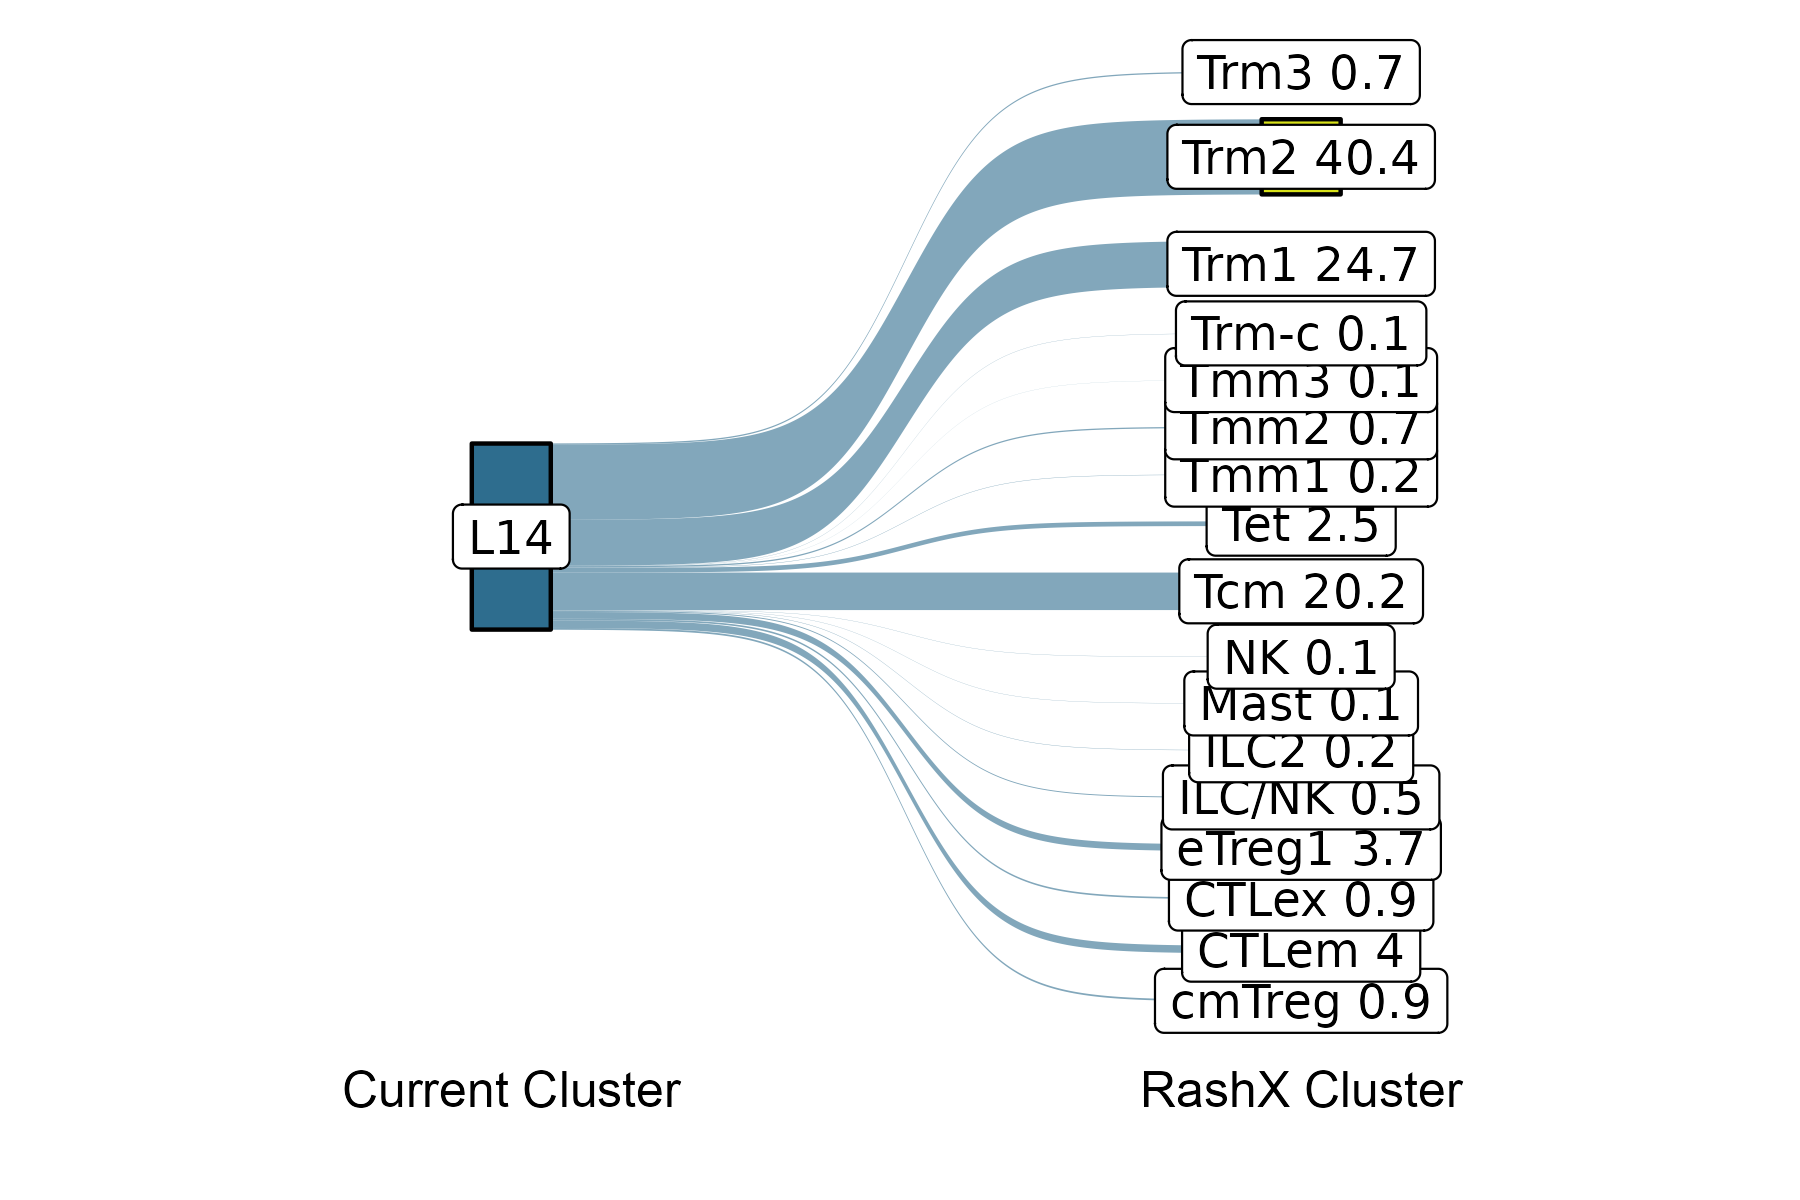 Trm3 0.7
Trm2 40.4
Trm1 24.7
Trm-c 0.1
Tmm3 0.1
Tmm2 0.7
Tmm1 0.2
Tet 2.5
L14
Tcm 20.2
NK 0.1
Mast 0.1
ILC2 0.2
ILC/NK 0.5
eTreg1 3.7
CTLex 0.9
CTLem 4
cmTreg 0.9
Current Cluster
RashX Cluster